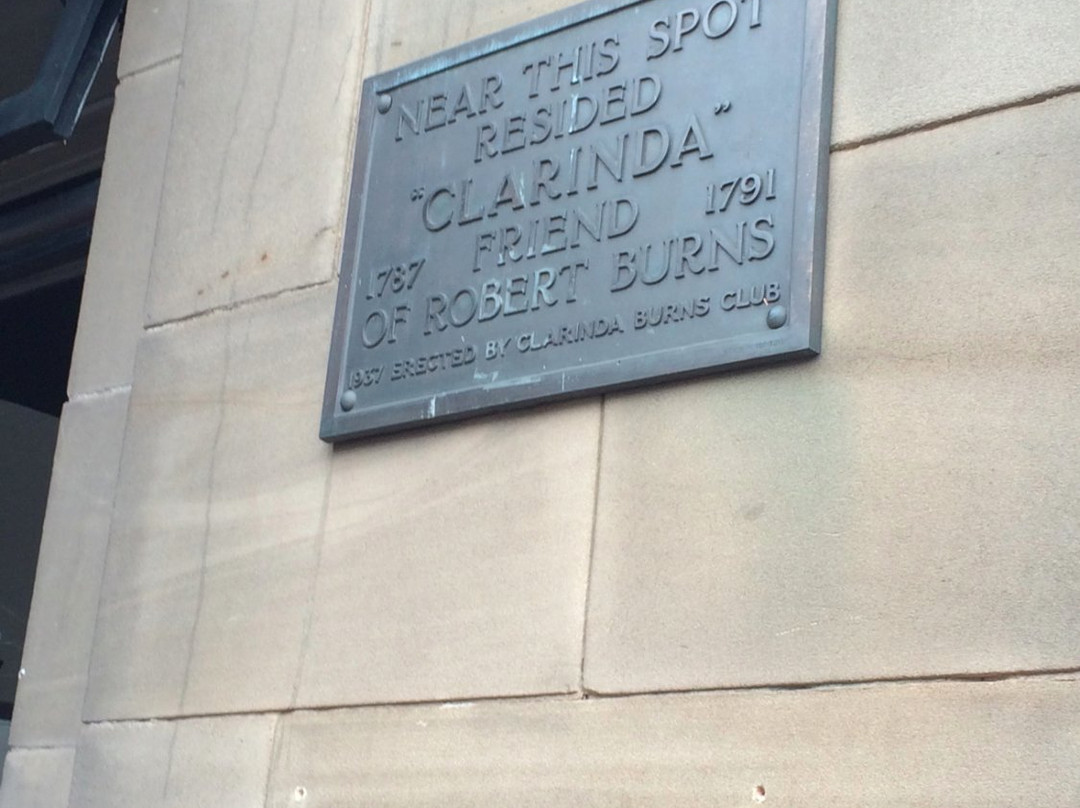 NEAR THIS SPOT
RESIDED
"CLARINDA"
1787 FRIEND 1791
OF ROBERT BURNS
1937 ERECTED BY CLARINDA BURNS CLUB